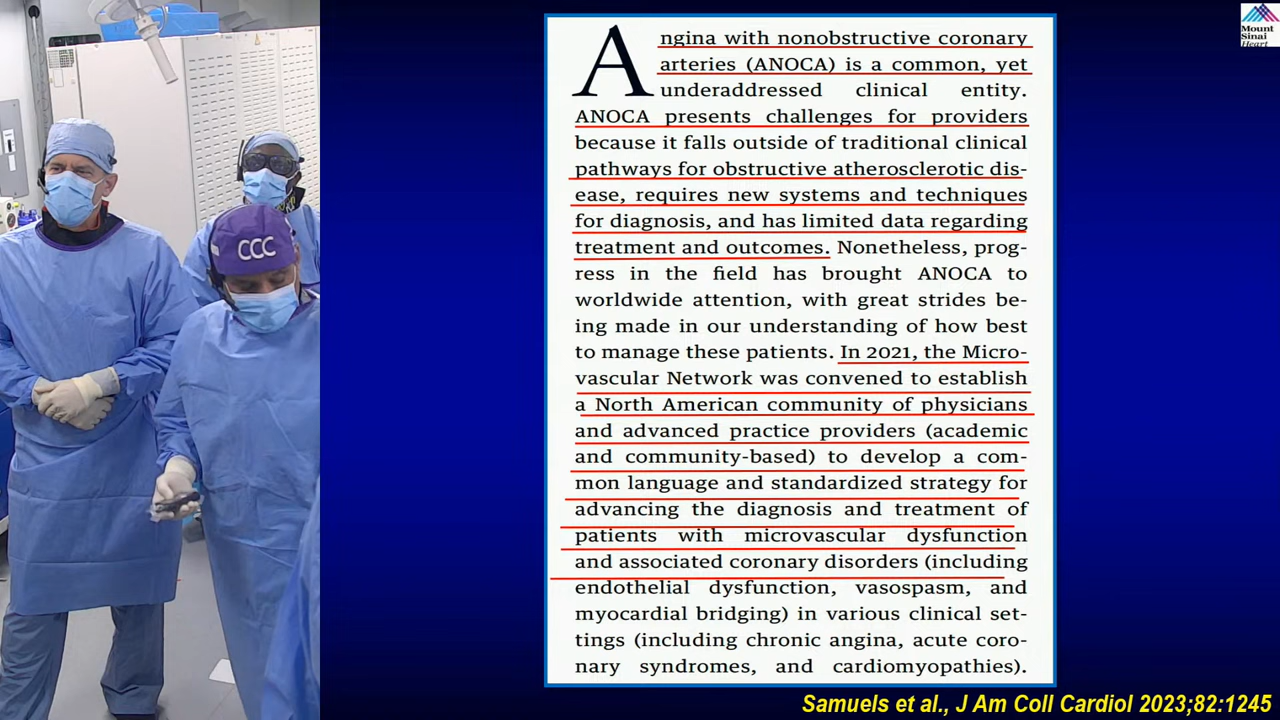 CCC
Angina with nonobstructive coronary
arteries (ANOCA) is a common, yet
underaddressed clinical entity.
ANOCA presents challenges for providers
because it falls outside of traditional clinical
pathways for obstructive atherosclerotic dis-
ease, requires new systems and techniques
for diagnosis, and has limited data regarding
treatment and outcomes. Nonetheless, prog-
ress in the field has brought ANOCA to
worldwide attention, with great strides be-
ing made in our understanding of how best
to manage these patients. In 2021, the Micro-
vascular Network was convened to establish
a North American community of physicians
and advanced practice providers (academic
and community-based) to develop a com-
mon language and standardized strategy for
advancing the diagnosis and treatment of
patients with microvascular dysfunction
and associated coronary disorders (including
endothelial dysfunction, vasospasm, and
myocardial bridging) in various clinical set-
tings (including chronic angina, acute coro-
nary syndromes, and cardiomyopathies).
Mount
Sinai
Heart
Samuels et al., J Am Coll Cardiol 2023;82:1245